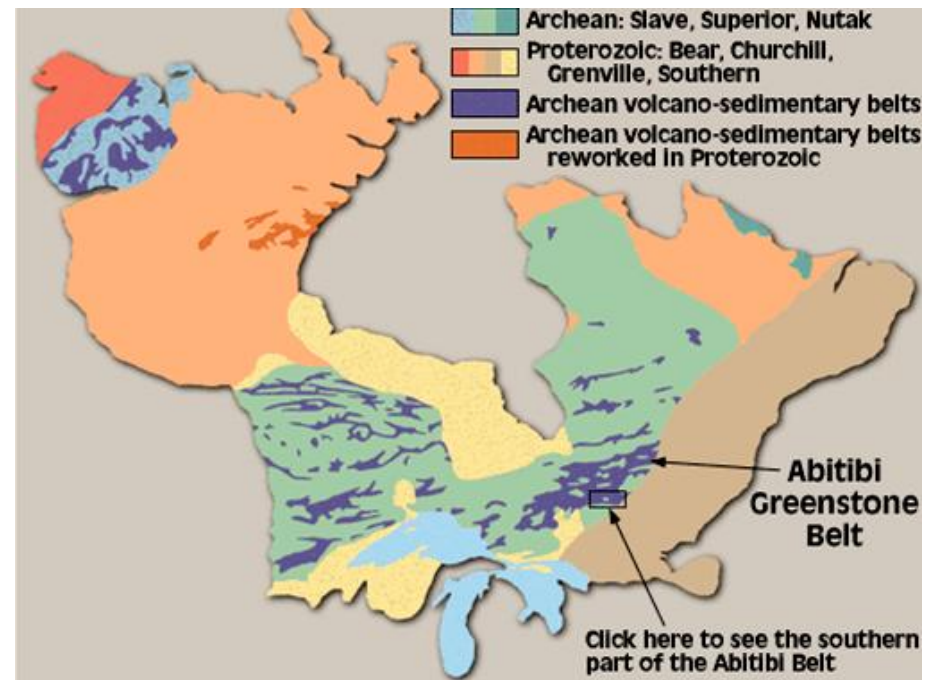 Archean: Slave, Superior, Nutak
Proterozoic: Bear, Churchill,
Grenville, Southern
Archean volcano-sedimentary belts
Archean volcano-sedimentary belts
reworked in Proterozoic
Abitibi
Greenstone
Belt
Click here to see the southern
part of the Abitibi Belt